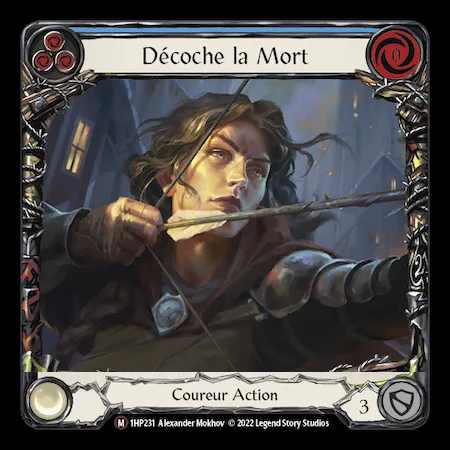 Décoche la Mort
0
Coureur Action
3
M 1HP231 Alexander Mokhov © 2022 Legend Story Studios